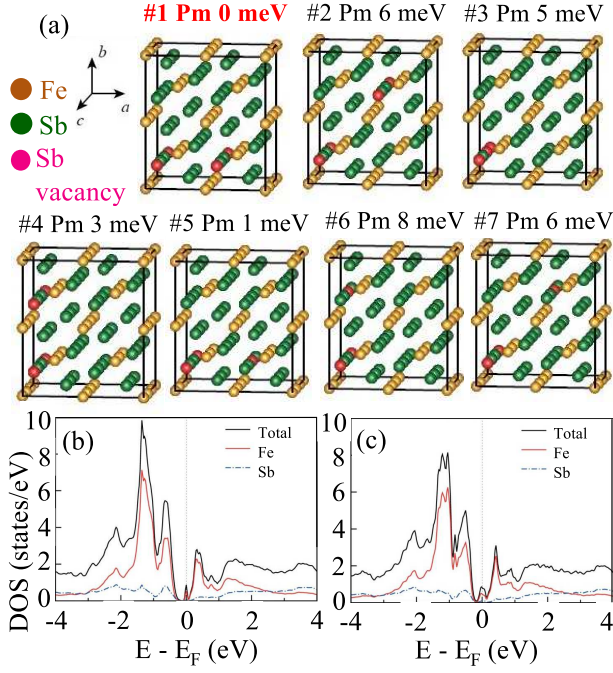 (a)
#1 Pm 0 meV #2 Pm 6 meV #3 Pm 5 meV
b
a
c
Fe
Sb
Sb
vacancy
#4 Pm 3 meV #5 Pm 1 meV #6 Pm 8 meV #7 Pm 6 meV
(b)
Total
Fe
Sb
DOS (states/eV)
10
8
6
4
2
0
-4 -2 0 2 4
E - E_F (eV)
(c)
Total
Fe
Sb
10
8
6
4
2
0
-4 -2 0 2 4
E - E_F (eV)